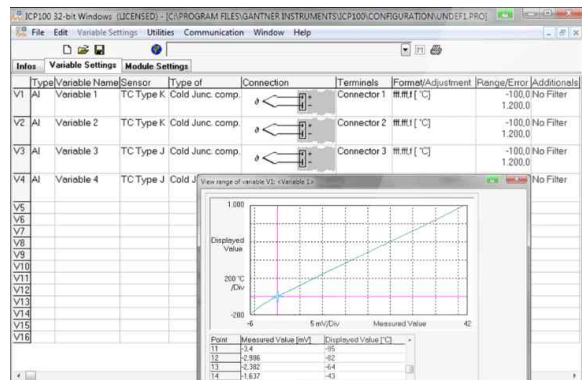 ICP100 32-bit Windows (LICENSED) - [C:\PROGRAM FILES\GANTNER INSTRUMENTS\ICP100\CONFIGURATION\UNDEF1.PRO]
File Edit Variable Settings Utilities Communication Window Help
Infos Variable Settings Module Settings
Type Variable Name Sensor Type of Connection Terminals Format/Adjustment Range/Error Additionals
V1 AI Variable 1 TC Type K Cold Junc. comp. Connector 1 fff.fff,f [ °C] -100,0 No Filter
1.200,0
V2 AI Variable 2 TC Type K Cold Junc. comp. Connector 2 fff.fff,f [ °C] -100,0 No Filter
1.200,0
V3 AI Variable 3 TC Type J Cold Junc. comp. Connector 3 fff.fff,f [ °C] -100,0 No Filter
1.200,0
V4 AI Variable 4 TC Type J Cold J No Filter
View range of variable V1: <Variable 1>
V5
V6
V7
V8
V9
V10
V11
V12
V13
V14
V15
V16
1.000
Displayed
Value
200 °C
/Div
-200
-6 5 mV/Div Measured Value 42
Point Measured Value [mV] Displayed Value [°C]
11 -3,4 -95
12 -2,986 -82
13 -2,382 -64
14 -1,637 -43